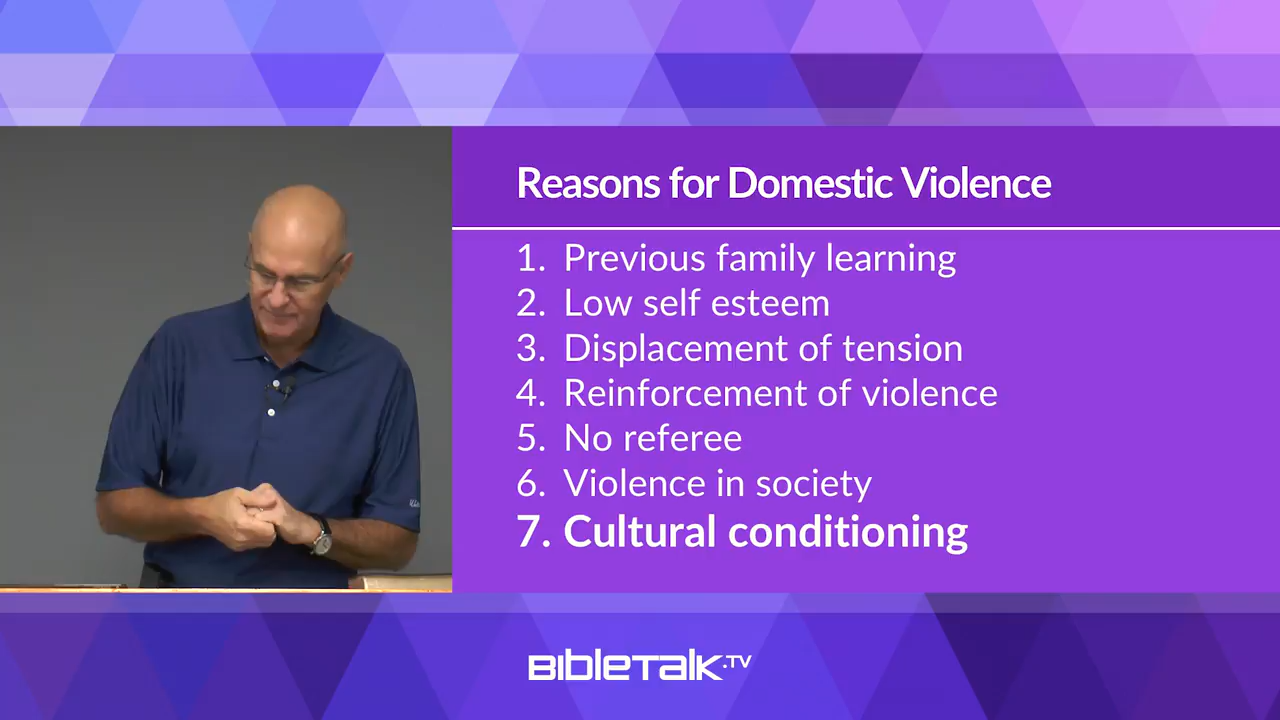 Reasons for Domestic Violence
1. Previous family learning
2. Low self esteem
3. Displacement of tension
4. Reinforcement of violence
5. No referee
6. Violence in society
7. Cultural conditioning
BIBLETALK.TV